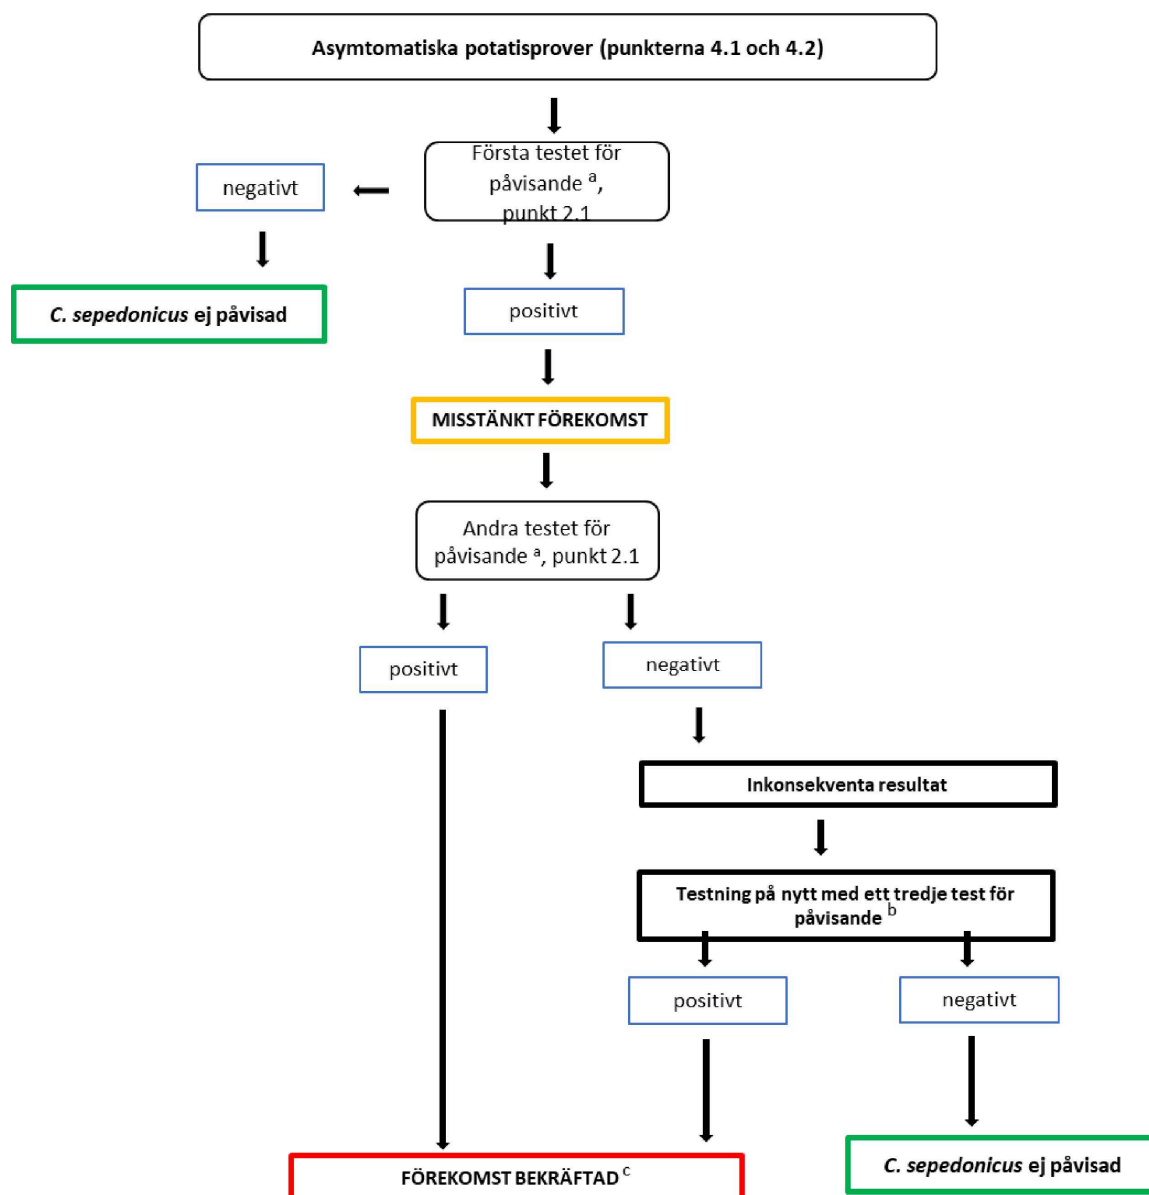 Asymtomatiska potatisprover (punkterna 4.1 och 4.2)
Första testet för
påvisande a,
punkt 2.1
negativt
C. sepedonicus ej påvisad
positivt
MISSTÄNKT FÖREKOMST
Andra testet för
påvisande a, punkt 2.1
positivt
negativt
Inkonsekventa resultat
Testning på nytt med ett tredje test för
påvisande b
positivt
negativt
FÖREKOMST BEKRÄFTAD c
C. sepedonicus ej påvisad